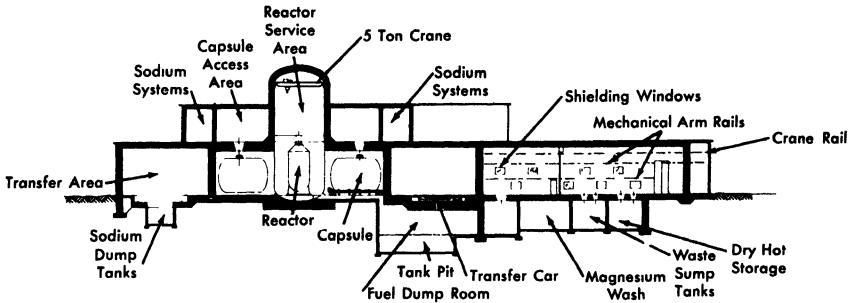 Reactor
Service
Area
5 Ton Crane
Capsule
Access
Area
Sodium
Systems
Sodium
Systems
Shielding Windows
Mechanical Arm Rails
Crane Rail
Transfer Area
Reactor
Capsule
Sodium
Dump
Tanks
Tank Pit
Fuel Dump Room
Transfer Car
Magnesium
Wash
Waste
Sump
Tanks
Dry Hot
Storage